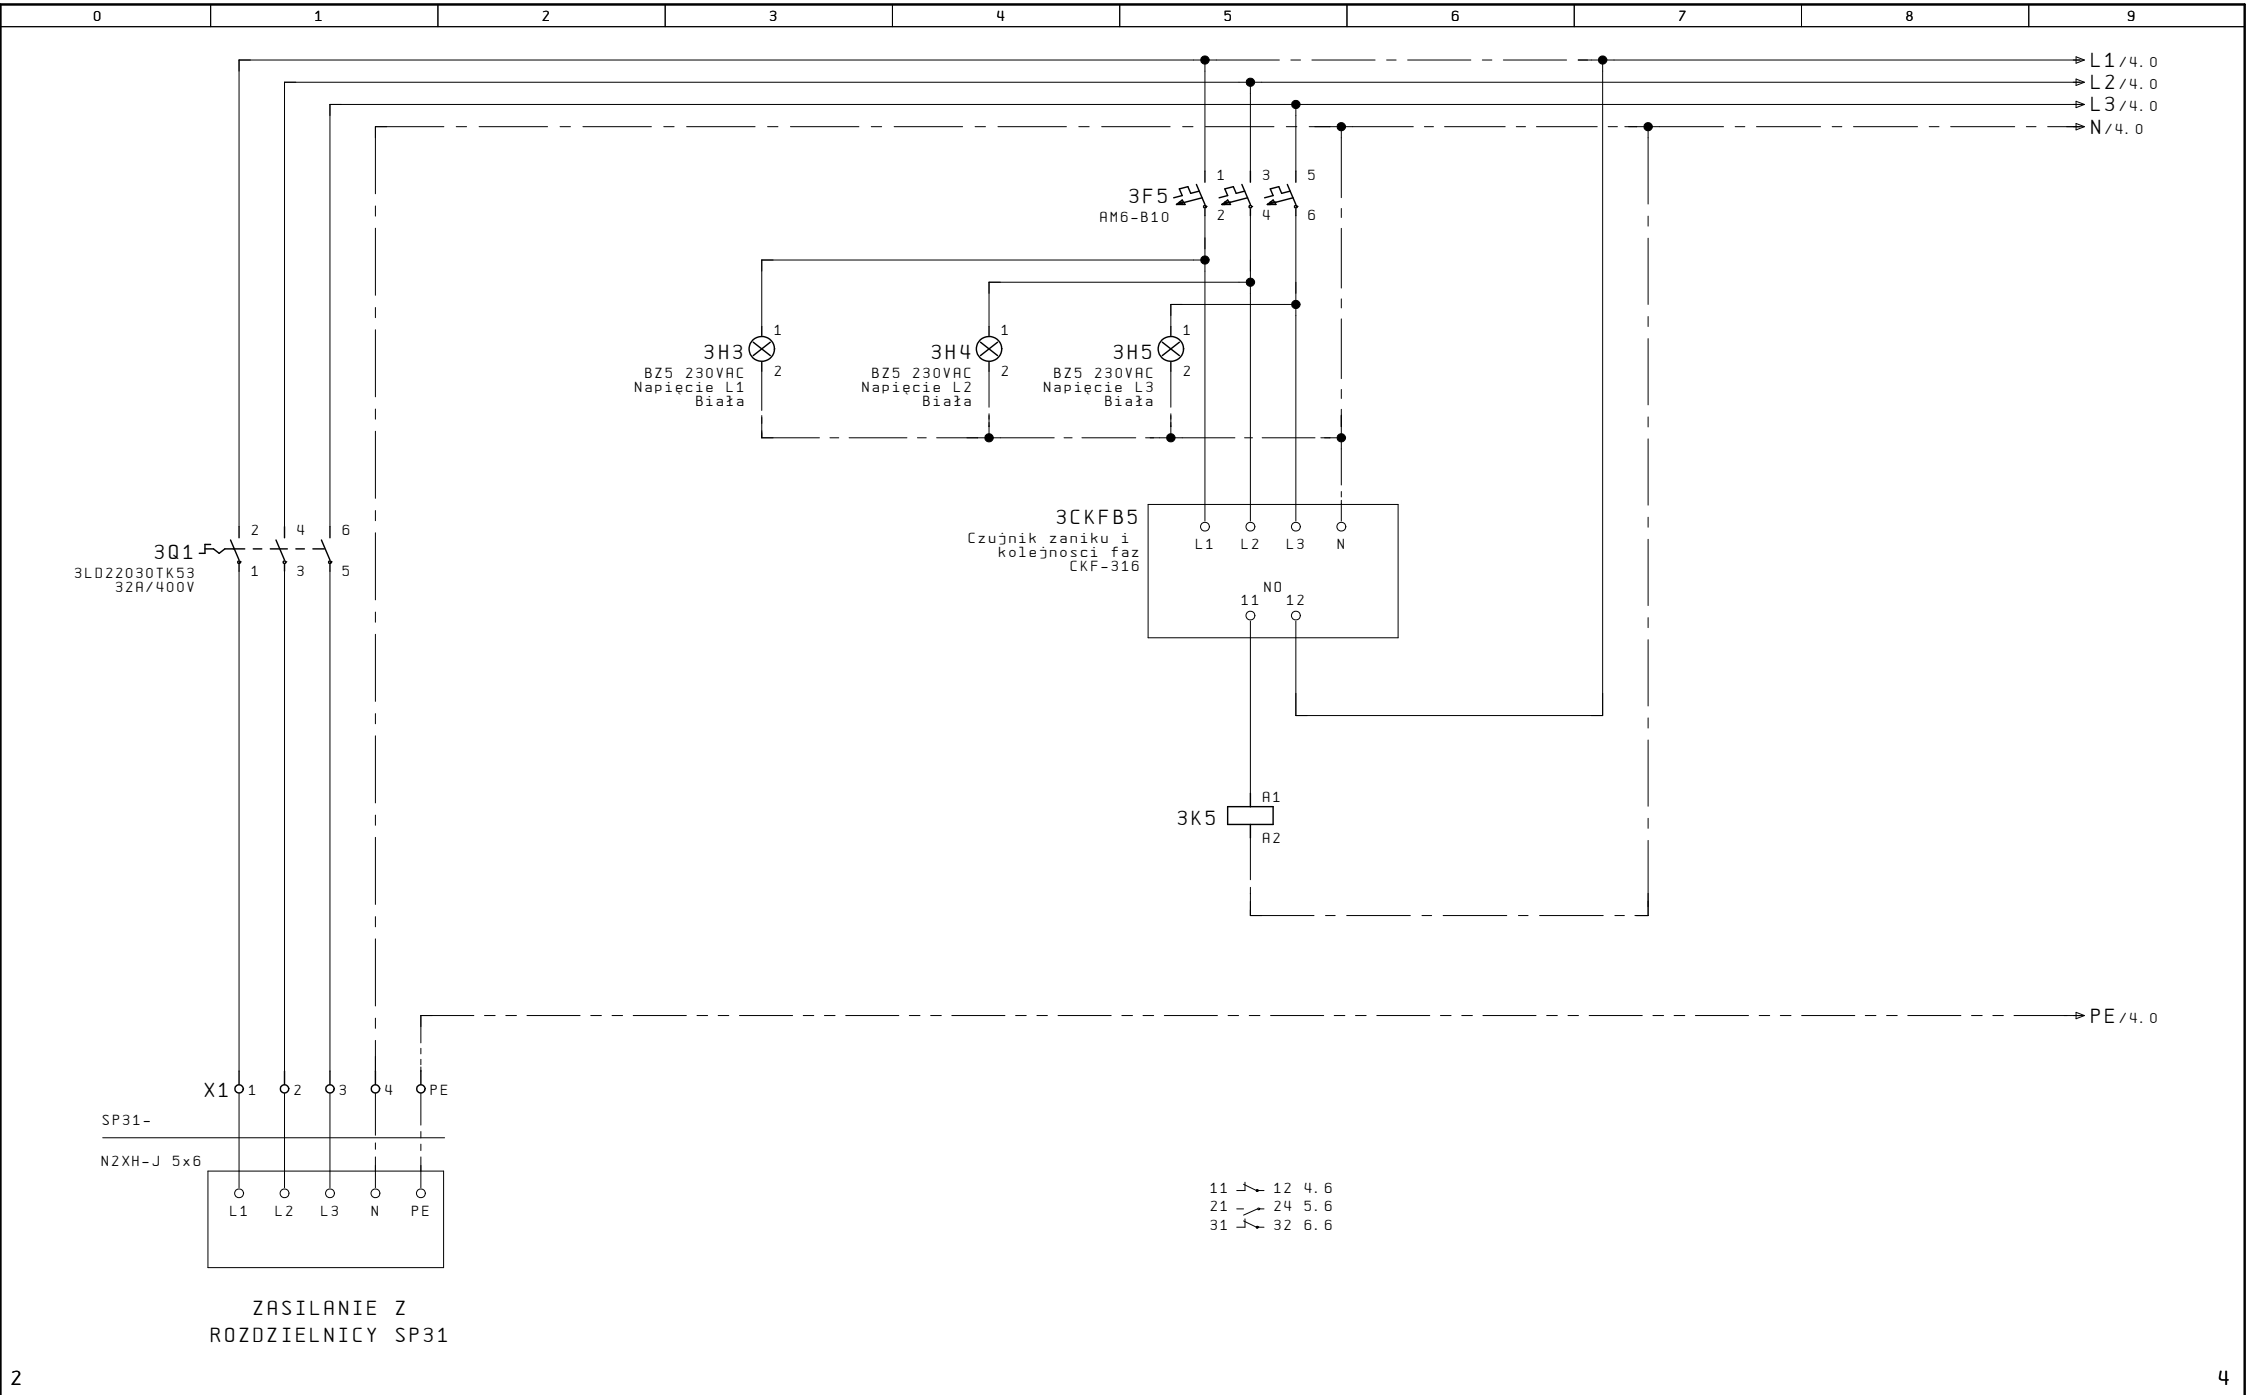 0 1 2 3 4 5 6 7 8 9
L1/4.0
L2/4.0
L3/4.0
N/4.0
3F5
AM6-B10
1 3 5
2 4 6
3H3
BZ5 230VAC
Napięcie L1
Biała
1
2
3H4
BZ5 230VAC
Napięcie L2
Biała
1
2
3H5
BZ5 230VAC
Napięcie L3
Biała
1
2
3Q1
3LD22030TK53
32A/400V
2 4 6
1 3 5
3CKFB5
Czujnik zaniku i
kolejnosci faz
CKF-316
L1 L2 L3 N
NO
11 12
3K5
A1
A2
PE/4.0
X1 1 2 3 4 PE
SP31-
N2XH-J 5x6
L1 L2 L3 N PE
11 12 4.6
21 24 5.6
31 32 6.6
ZASILANIE Z
ROZDZIELNICY SP31
2
4